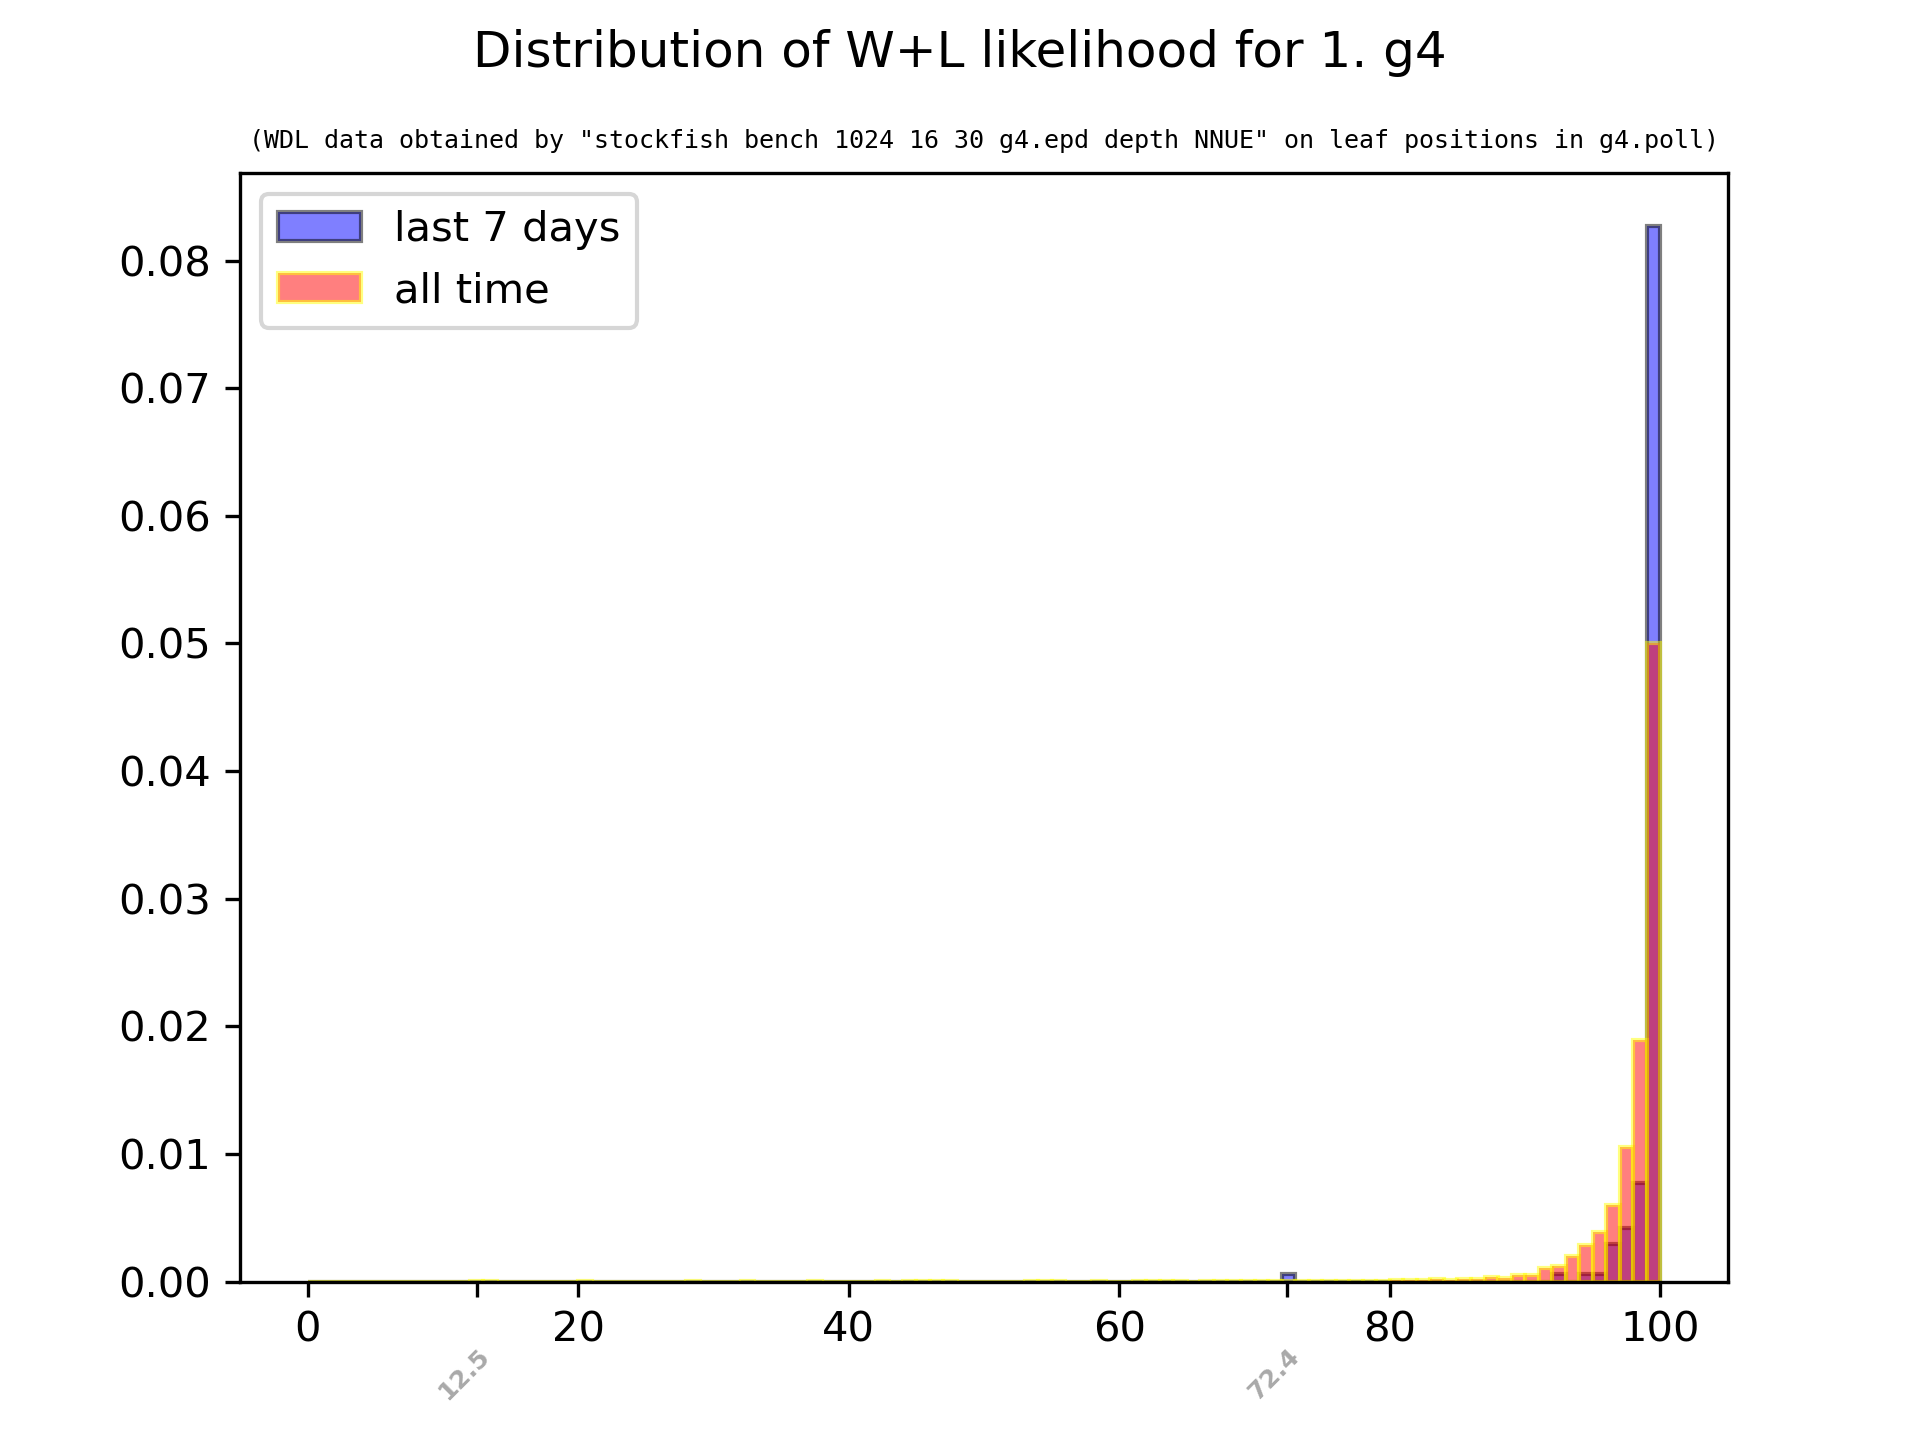 Distribution of W+L likelihood for 1. g4
(WDL data obtained by "stockfish bench 1024 16 30 g4.epd depth NNUE" on leaf positions in g4.poll)
last 7 days
all time
0.08
0.07
0.06
0.05
0.04
0.03
0.02
0.01
0.00
0 20 40 60 80 100
12.5 72.4